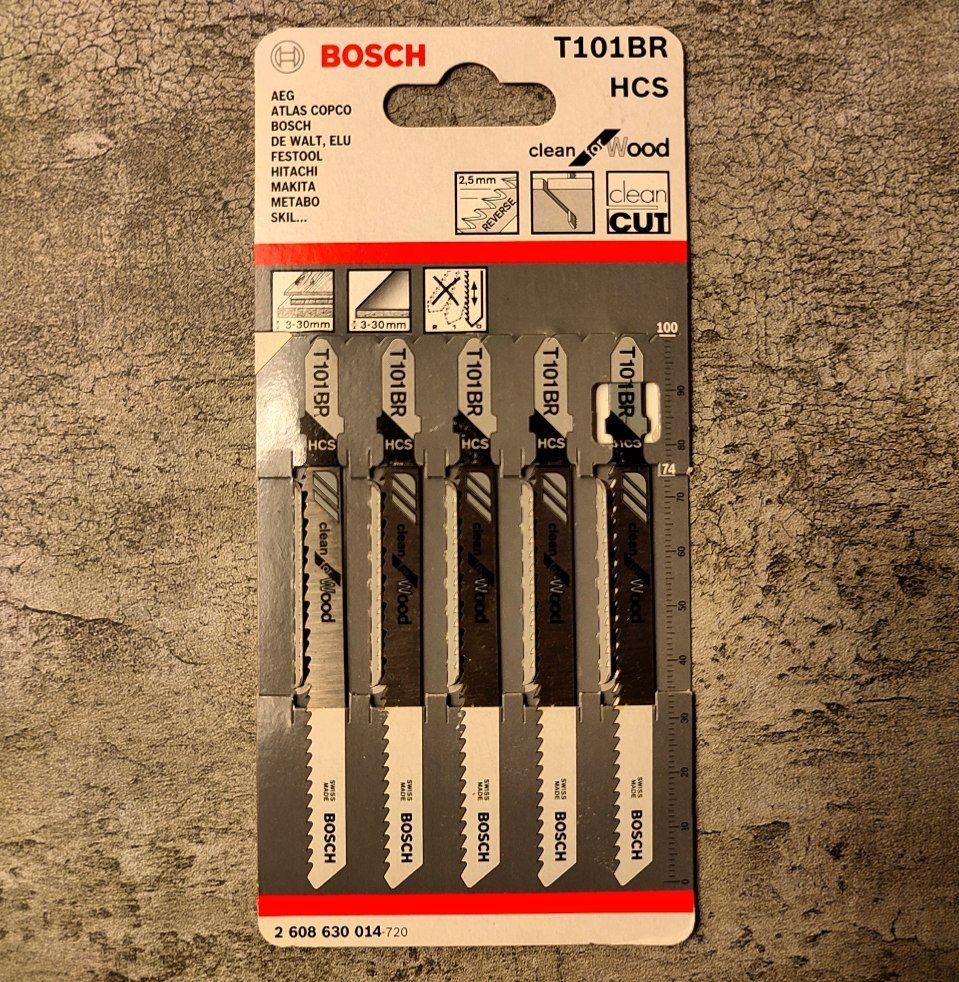 BOSCH
T101BR
HCS
AEG
ATLAS COPCO
BOSCH
DE WALT, ELU
FESTOOL
HITACHI
MAKITA
METABO
SKIL...
clean for Wood
2,5 mm
REVERSE
clean
CUT
3-30mm
3-30mm
100
90
80
74
70
60
50
40
30
20
10
0
T101BR
HCS
clean for Wood
SWISS
MADE
BOSCH
T101BR
HCS
clean for Wood
SWISS
MADE
BOSCH
T101BR
HCS
clean for Wood
SWISS
MADE
BOSCH
T101BR
HCS
clean for Wood
SWISS
MADE
BOSCH
T101BR
HCS
clean for Wood
SWISS
MADE
BOSCH
2 608 630 014-720